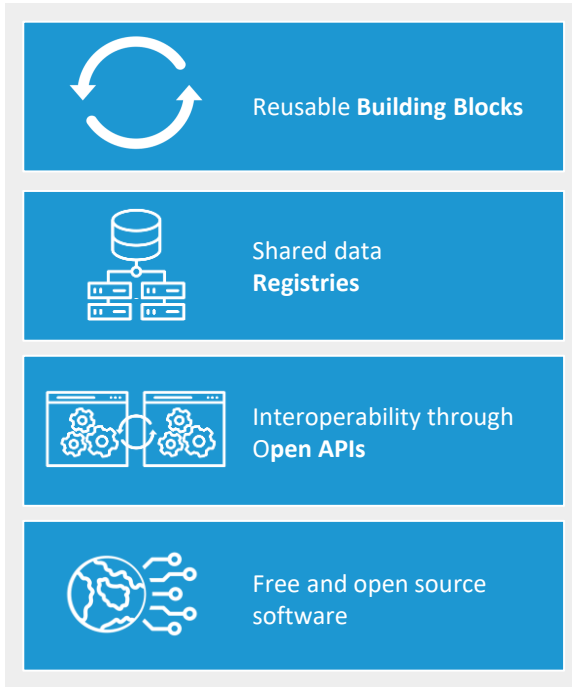 Reusable Building Blocks
Shared data
Registries
Interoperability through
Open APIs
Free and open source
software